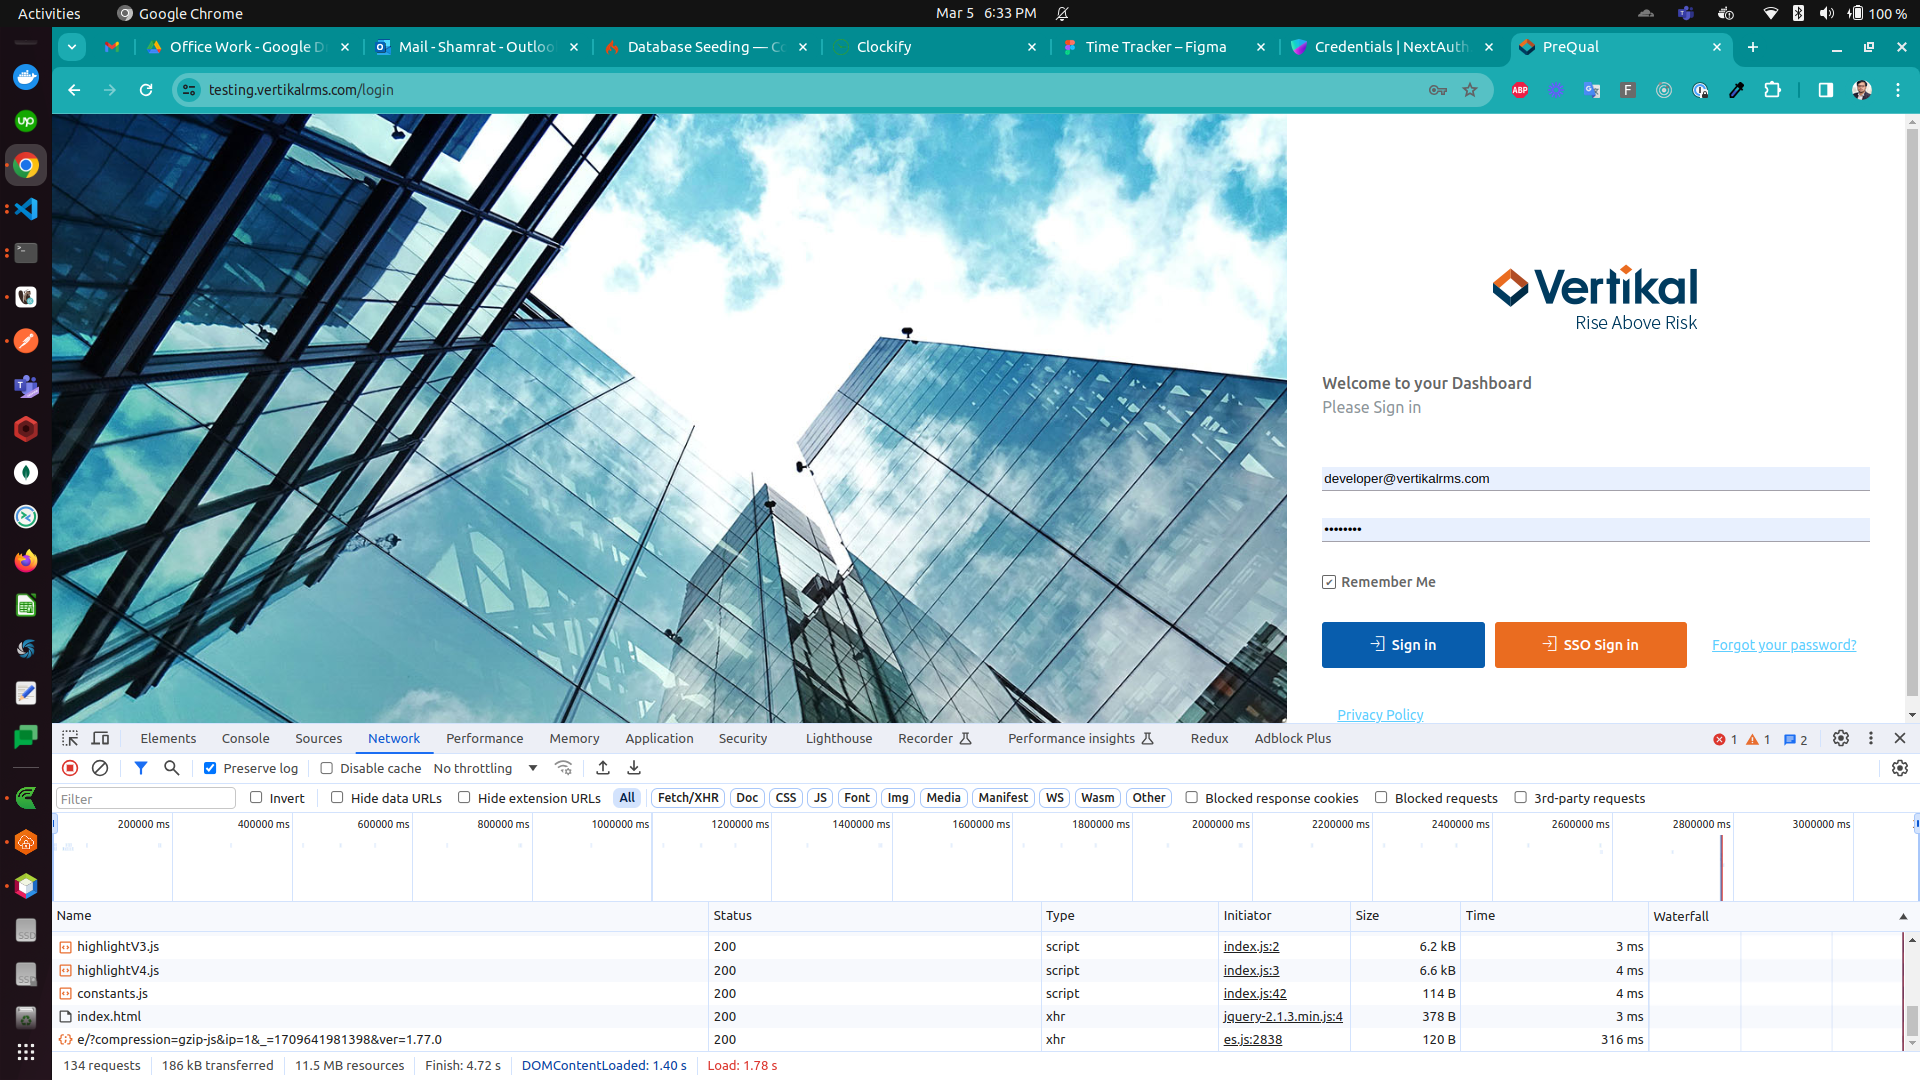 Activities Google Chrome Mar 5 6:33 PM 100 %
Office Work - Google D Mail - Shamrat - Outloo Database Seeding — Co Clockify Time Tracker – Figma Credentials | NextAuth PreQual
testing.vertikalrms.com/login ABP F
Vertikal
Rise Above Risk
Welcome to your Dashboard
Please Sign in
developer@vertikalrms.com
••••••••
Remember Me
Sign in SSO Sign in Forgot your password?
Privacy Policy
Elements Console Sources Network Performance Memory Application Security Lighthouse Recorder Performance insights Redux Adblock Plus 1 1 2
Preserve log Disable cache No throttling
Filter Invert Hide data URLs Hide extension URLs All Fetch/XHR Doc CSS JS Font Img Media Manifest WS Wasm Other Blocked response cookies Blocked requests 3rd-party requests
200000 ms 400000 ms 600000 ms 800000 ms 1000000 ms 1200000 ms 1400000 ms 1600000 ms 1800000 ms 2000000 ms 2200000 ms 2400000 ms 2600000 ms 2800000 ms 3000000 ms
Name Status Type Initiator Size Time Waterfall
highlightV3.js 200 script index.js:2 6.2 kB 3 ms
highlightV4.js 200 script index.js:3 6.6 kB 4 ms
constants.js 200 script index.js:42 114 B 4 ms
index.html 200 xhr jquery-2.1.3.min.js:4 378 B 3 ms
e/?compression=gzip-js&ip=1&_=1709641981398&ver=1.77.0 200 xhr es.js:2838 120 B 316 ms
134 requests 186 kB transferred 11.5 MB resources Finish: 4.72 s DOMContentLoaded: 1.40 s Load: 1.78 s